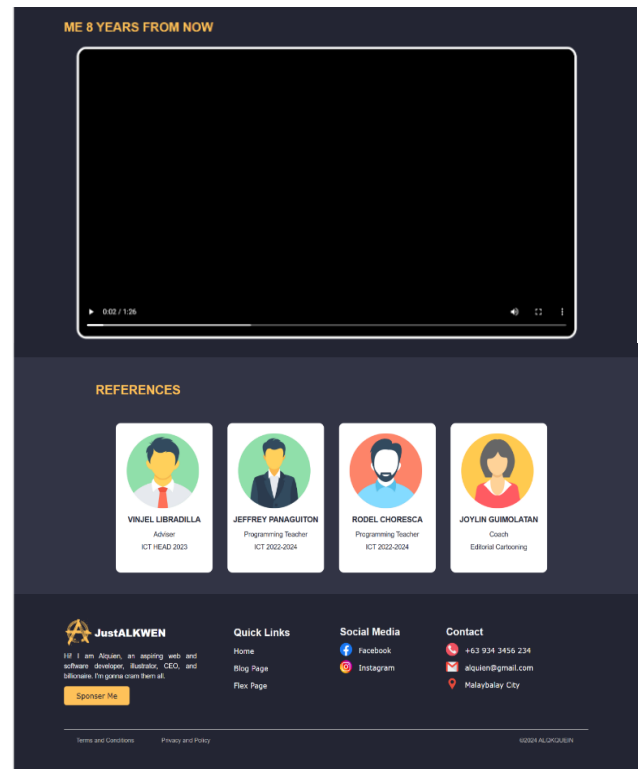 ME 8 YEARS FROM NOW
0:02 / 1:26
REFERENCES
VINJEL LIBRADILLA
Adviser
ICT HEAD 2023
JEFFREY PANAGUITON
Programming Teacher
ICT 2022-2024
RODEL CHORESCA
Programming Teacher
ICT 2022-2024
JOYLIN GUIMOLATAN
Coach
Editorial Cartooning
JustALKWEN
Hi! I am Alquien, an aspiring web and
software developer, illustrator, CEO, and
billionaire. I'm gonna cram them all.
Sponser Me
Quick Links
Home
Blog Page
Flex Page
Social Media
Facebook
Instagram
Contact
+63 934 3456 234
alquien@gmail.com
Malaybalay City
Terms and Conditions
Privacy and Policy
©2024 ALQKQUEIN